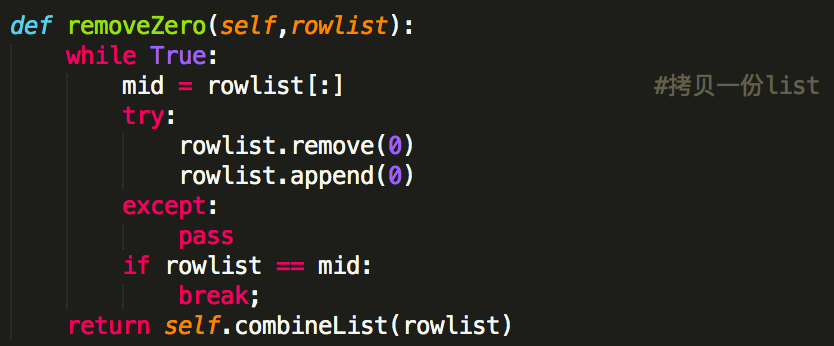 def removeZero(self,rowlist):
    while True:
        mid = rowlist[:]                      #拷贝一份list
        try:
            rowlist.remove(0)
            rowlist.append(0)
        except:
            pass
        if rowlist == mid:
            break;
    return self.combineList(rowlist)